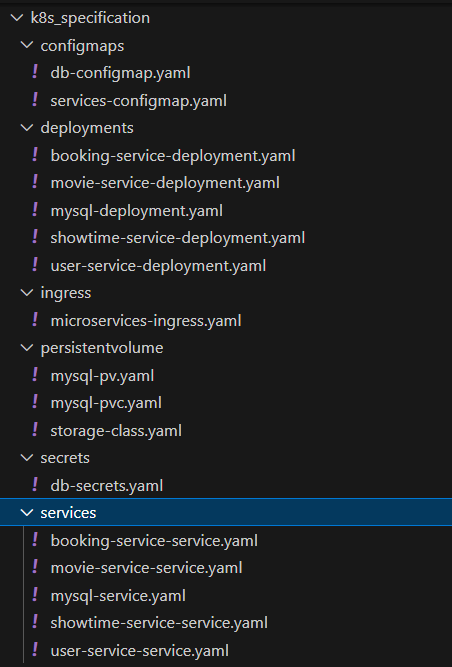 k8s_specification
configmaps
! db-configmap.yaml
! services-configmap.yaml
deployments
! booking-service-deployment.yaml
! movie-service-deployment.yaml
! mysql-deployment.yaml
! showtime-service-deployment.yaml
! user-service-deployment.yaml
ingress
! microservices-ingress.yaml
persistentvolume
! mysql-pv.yaml
! mysql-pvc.yaml
! storage-class.yaml
secrets
! db-secrets.yaml
services
! booking-service-service.yaml
! movie-service-service.yaml
! mysql-service.yaml
! showtime-service-service.yaml
! user-service-service.yaml